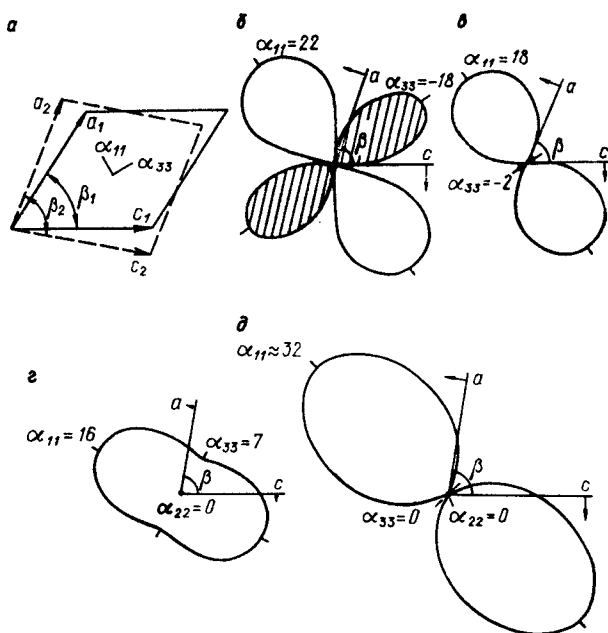 а
a₂
a₁
α₁₁
α₃₃
β₂
β₁
c₁
c₂
б
α₁₁=22
a
α₃₃=-18
β
c
в
α₁₁=18
a
β
c
α₃₃=-2
г
a
α₁₁=16
α₃₃=7
β
c
α₂₂=0
д
α₁₁≈32
a
β
c
α₃₃=0
α₂₂=0